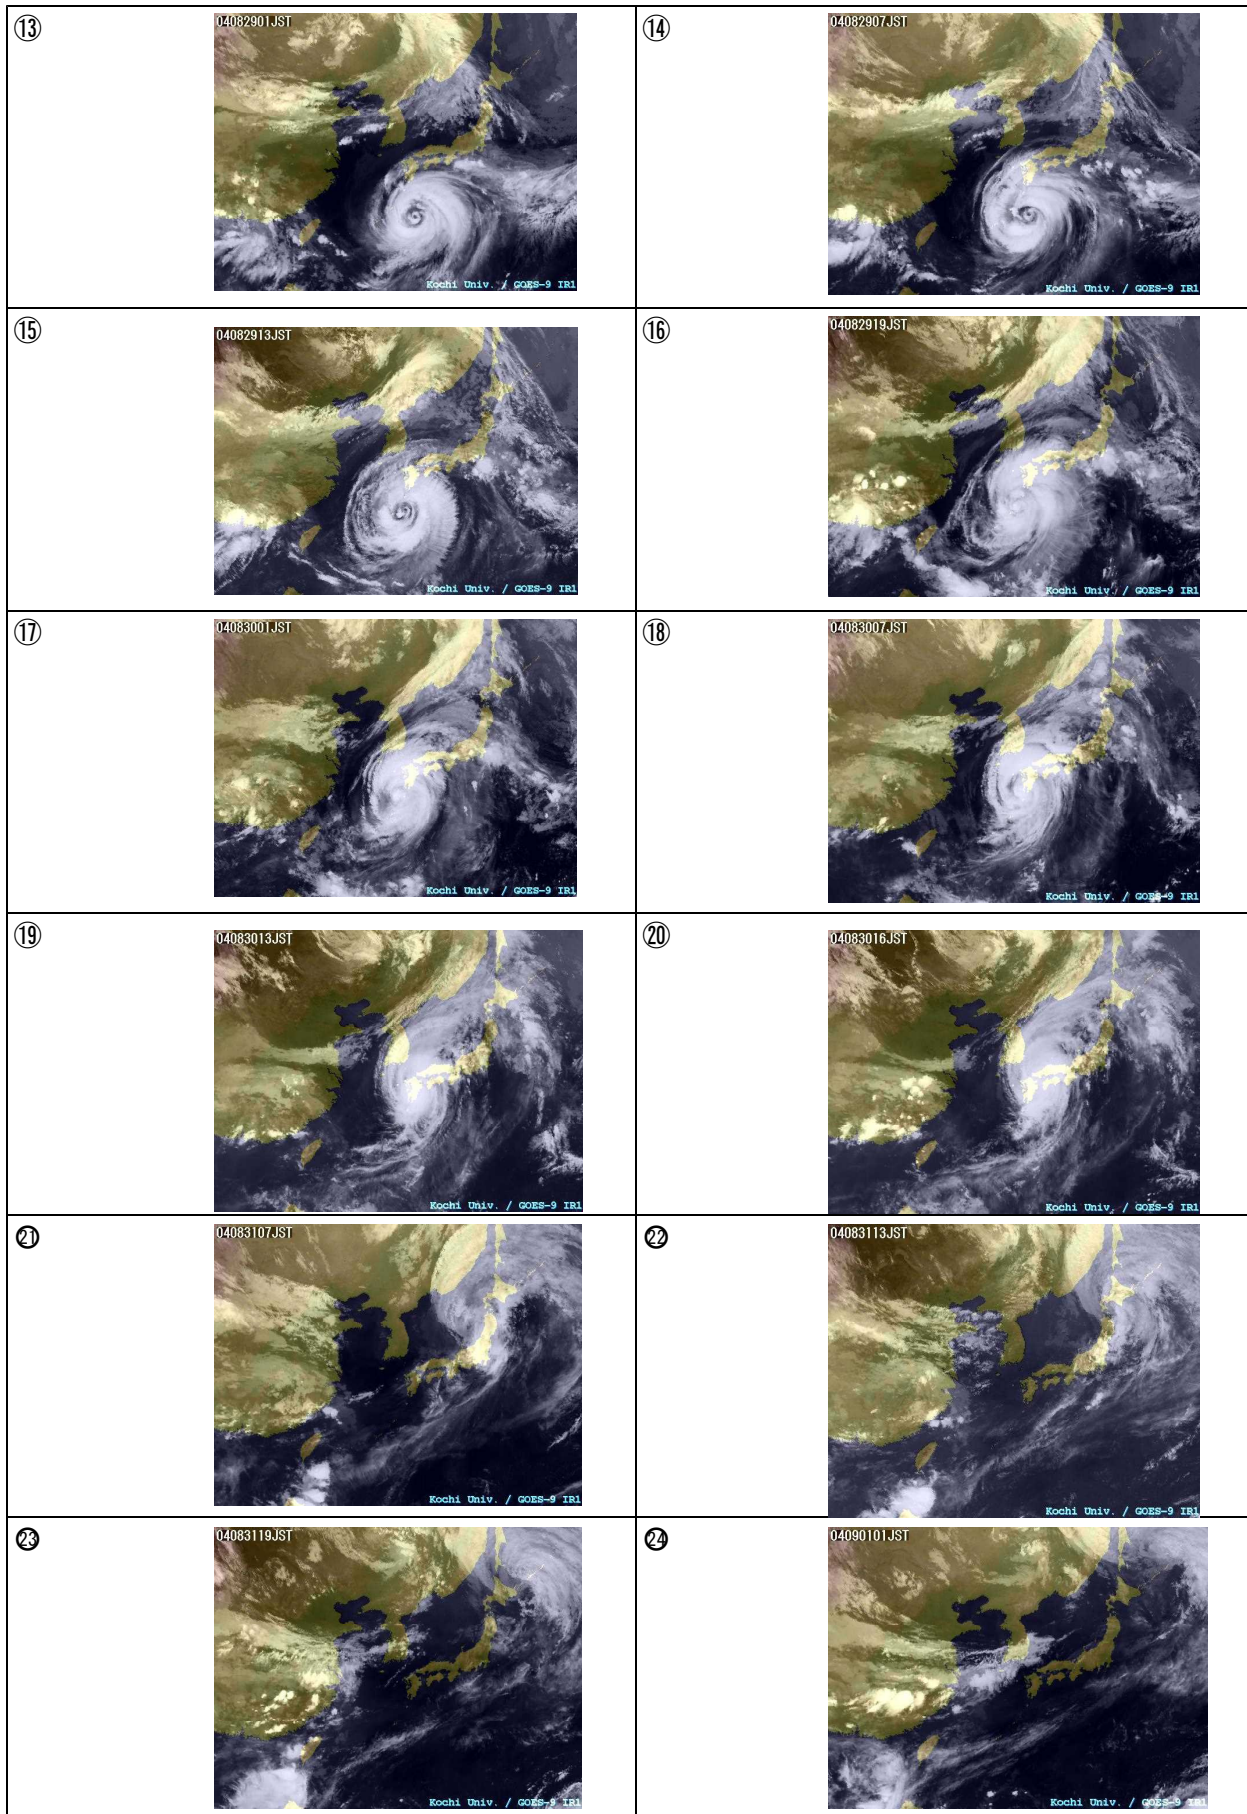 ⑬
04082901JST
Kochi Univ. / GOES-9 IR1
⑭
04082907JST
Kochi Univ. / GOES-9 IR1
⑮
04082913JST
Kochi Univ. / GOES-9 IR1
⑯
04082919JST
Kochi Univ. / GOES-9 IR1
⑰
04083001JST
Kochi Univ. / GOES-9 IR1
⑱
04083007JST
Kochi Univ. / GOES-9 IR1
⑲
04083013JST
Kochi Univ. / GOES-9 IR1
⑳
04083016JST
Kochi Univ. / GOES-9 IR1
㉑
04083107JST
Kochi Univ. / GOES-9 IR1
㉒
04083113JST
Kochi Univ. / GOES-9 IR1
㉓
04083119JST
Kochi Univ. / GOES-9 IR1
㉔
04090101JST
Kochi Univ. / GOES-9 IR1